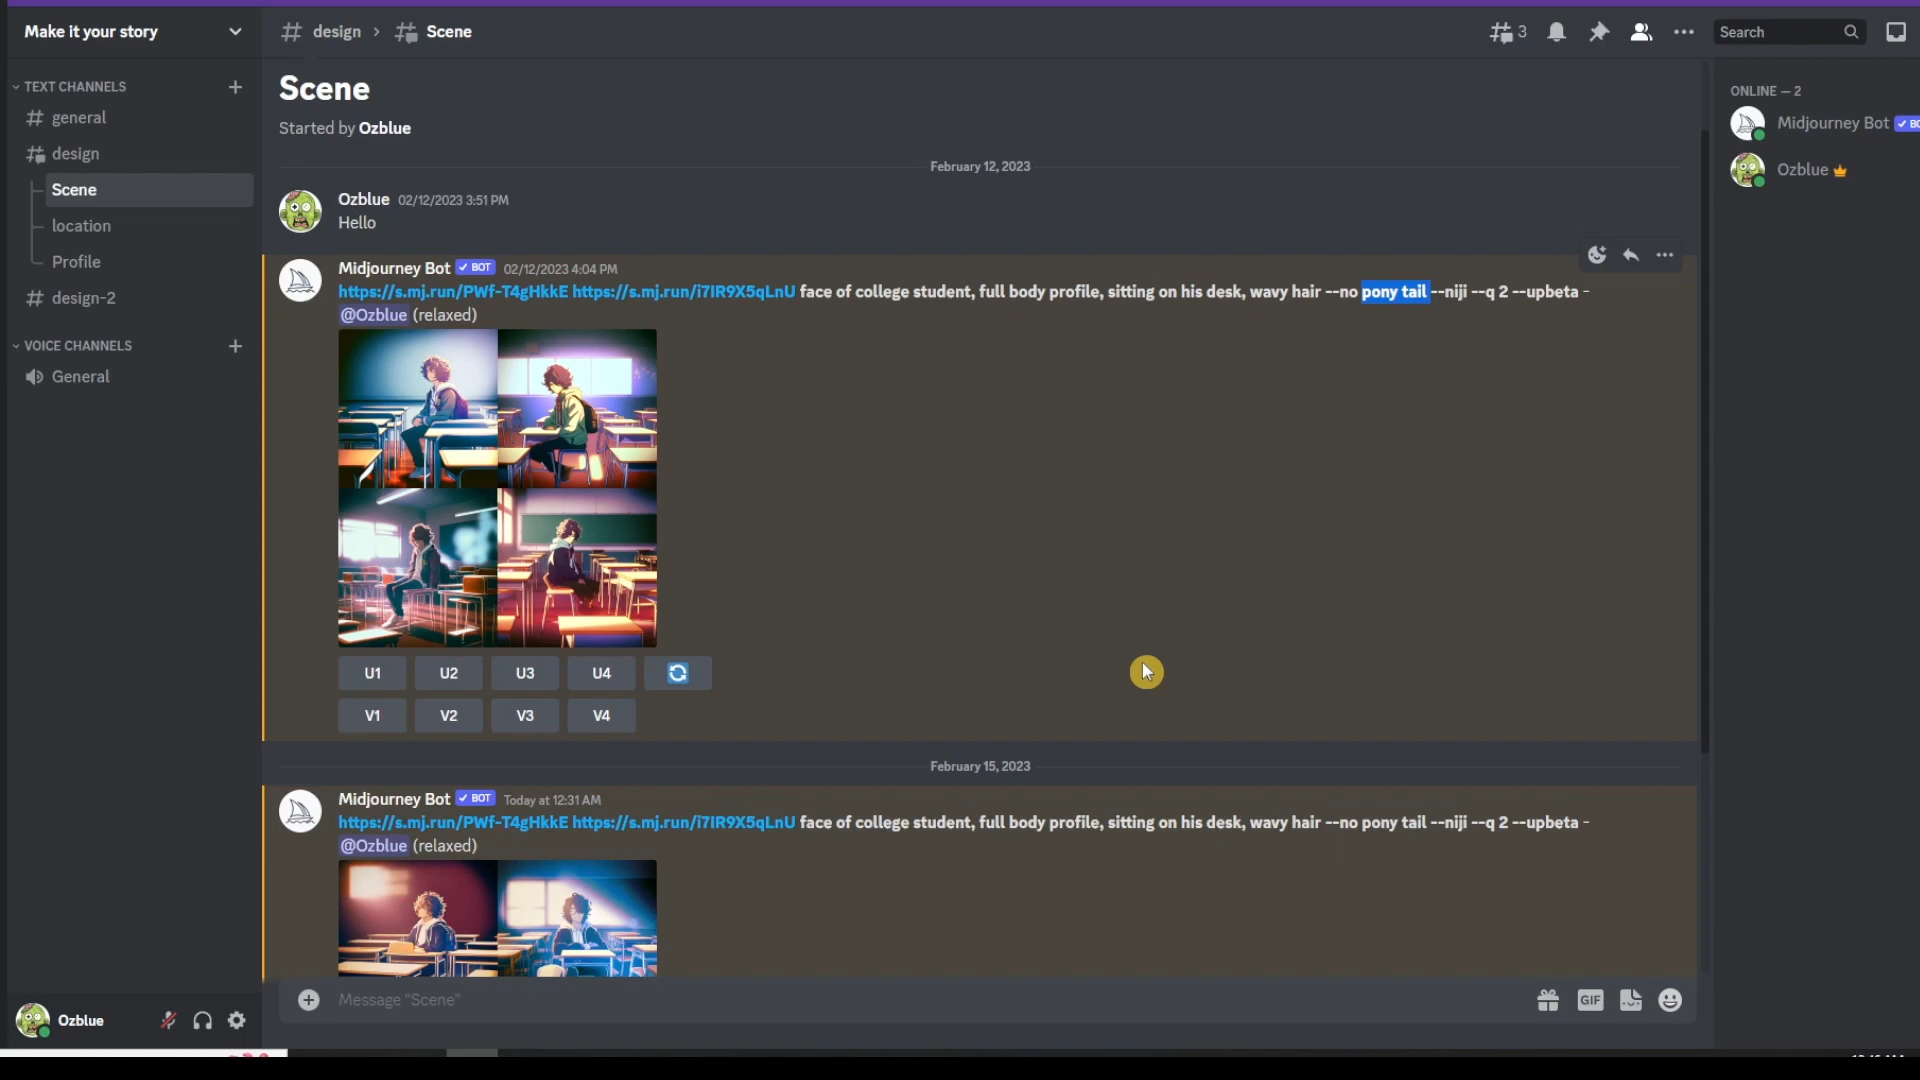 Make it your story
design > Scene
3
Search
TEXT CHANNELS
general
design
Scene
location
Profile
design-2
VOICE CHANNELS
General
Scene
Started by Ozblue
February 12, 2023
Ozblue 02/12/2023 3:51 PM
Hello
Midjourney Bot ✓ BOT 02/12/2023 4:04 PM
https://s.mj.run/PWf-T4gHkkE https://s.mj.run/i7IR9X5qLnU face of college student, full body profile, sitting on his desk, wavy hair --no pony tail --niji --q 2 --upbeta -
@Ozblue (relaxed)
U1 U2 U3 U4
V1 V2 V3 V4
February 15, 2023
Midjourney Bot ✓ BOT Today at 12:31 AM
https://s.mj.run/PWf-T4gHkkE https://s.mj.run/i7IR9X5qLnU face of college student, full body profile, sitting on his desk, wavy hair --no pony tail --niji --q 2 --upbeta -
@Ozblue (relaxed)
Message "Scene"
GIF
ONLINE — 2
Midjourney Bot ✓
Ozblue
Ozblue